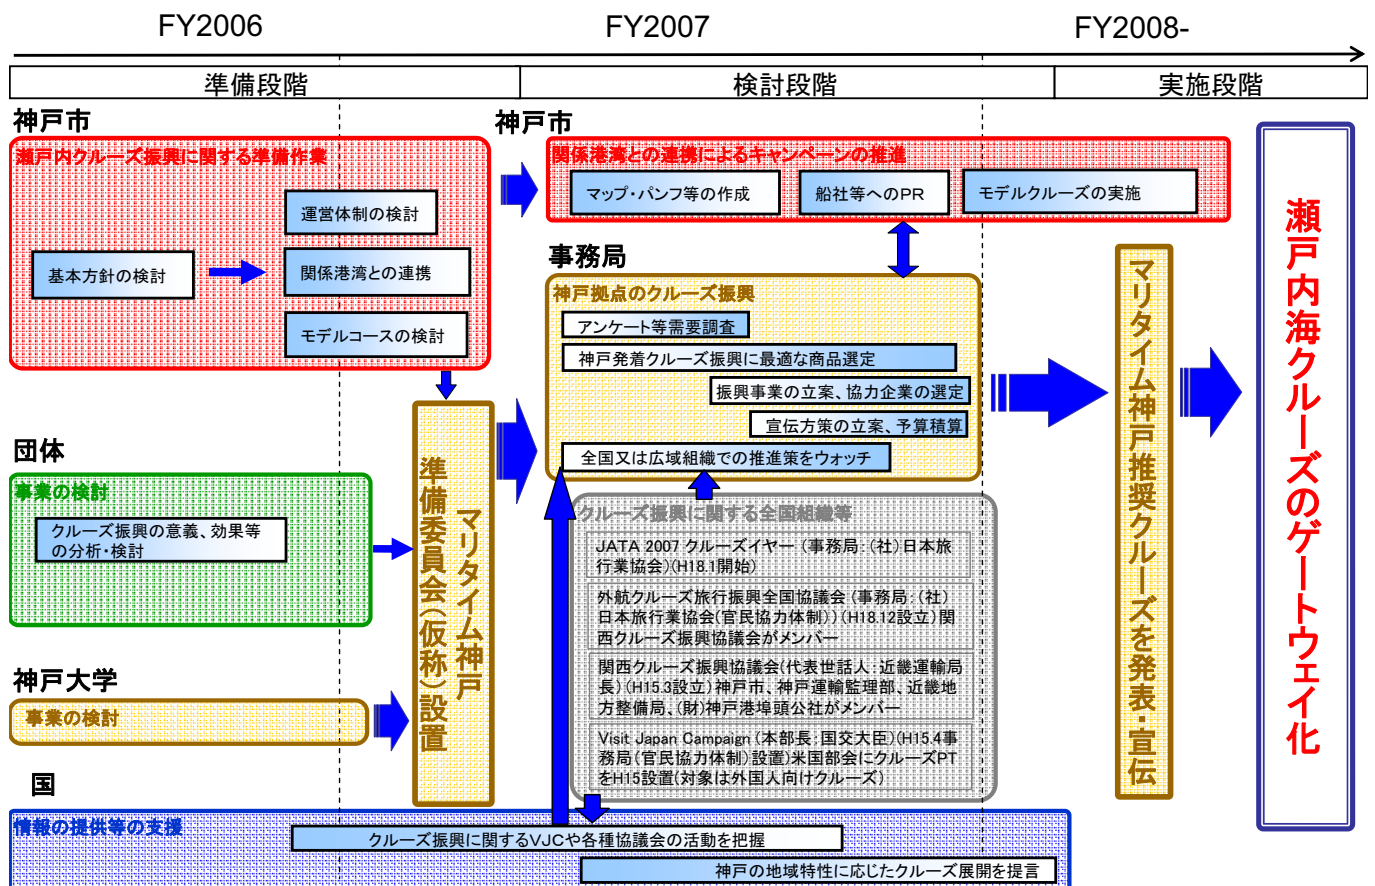 FY2006
FY2007
FY2008-
準備段階
検討段階
実施段階
神戸市
瀬戸内クルーズ振興に関する準備作業
基本方針の検討
運営体制の検討
関係港湾との連携
モデルコースの検討
神戸市
関係港湾との連携によるキャンペーンの推進
マップ・パンフ等の作成
船社等へのPR
モデルクルーズの実施
事務局
神戸拠点のクルーズ振興
アンケート等需要調査
神戸発着クルーズ振興に最適な商品選定
振興事業の立案、協力企業の選定
宣伝方策の立案、予算積算
全国又は広域組織での推進策をウォッチ
団体
事業の検討
クルーズ振興の意義、効果等
の分析・検討
神戸大学
事業の検討
マリタイム神戸
準備委員会(仮称)設置
クルーズ振興に関する全国組織等
JATA 2007 クルーズイヤー (事務局:(社)日本旅
行業協会)(H18.1開始)
外航クルーズ旅行振興全国協議会 (事務局:(社)
日本旅行業協会(官民協力体制))(H18.12設立)関
西クルーズ振興協議会がメンバー
関西クルーズ振興協議会(代表世話人:近畿運輸局
長)(H15.3設立)神戸市、神戸運輸監理部、近畿地
方整備局、(財)神戸港埠頭公社がメンバー
Visit Japan Campaign (本部長:国交大臣)(H15.4事
務局(官民協力体制)設置)米国部会にクルーズPT
をH15設置(対象は外国人向けクルーズ)
国
情報の提供等の支援
クルーズ振興に関するVJCや各種協議会の活動を把握
神戸の地域特性に応じたクルーズ展開を提言
マリタイム神戸推奨クルーズを発表・宣伝
瀬戸内海クルーズのゲートウェイ化